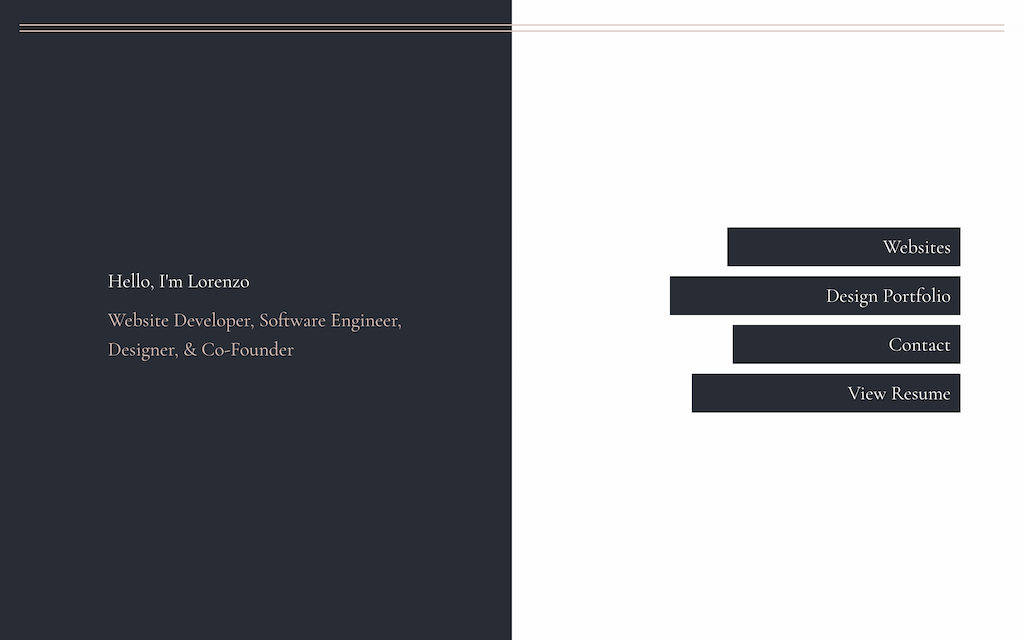 Hello, I'm Lorenzo
Website Developer, Software Engineer,
Designer, & Co-Founder
Websites
Design Portfolio
Contact
View Resume